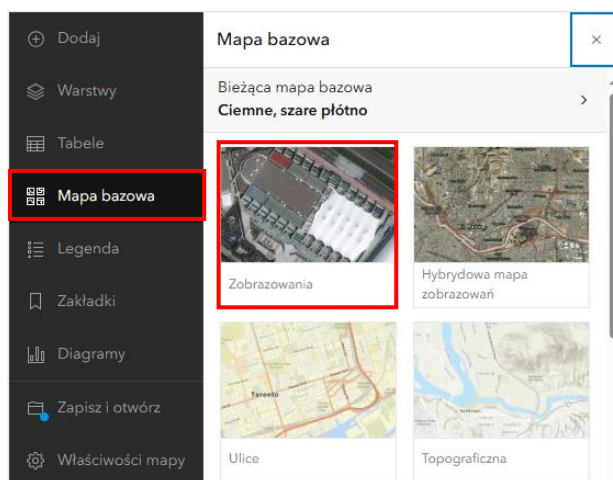 Dodaj
Warstwy
Tabele
Mapa bazowa
Legenda
Zakładki
Diagramy
Zapisz i otwórz
Właściwości mapy
Mapa bazowa
Bieżąca mapa bazowa
Ciemne, szare płótno
Zobrazowania
Hybrydowa mapa
zobrazowań
Toronto
Ulice
Topograficzna